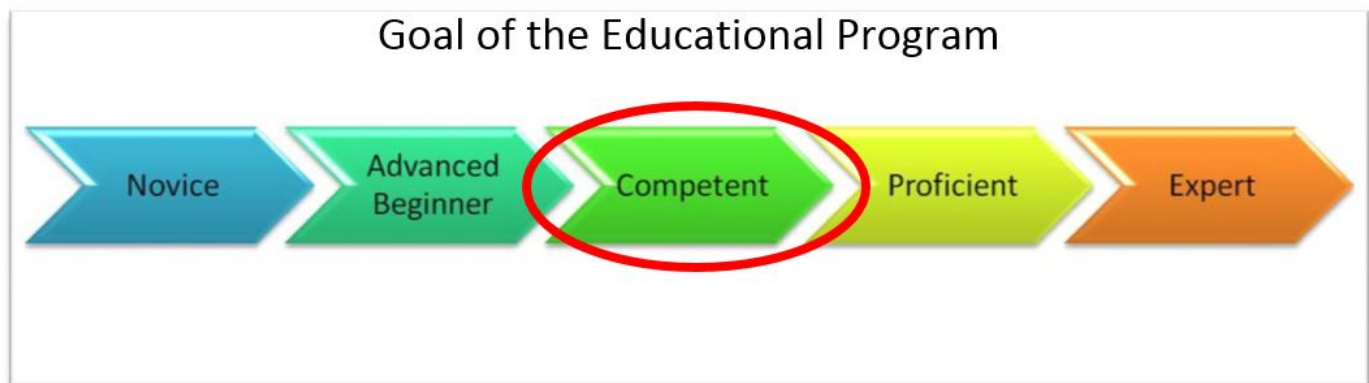 Goal of the Educational Program
Novice
Advanced
Beginner
Competent
Proficient
Expert